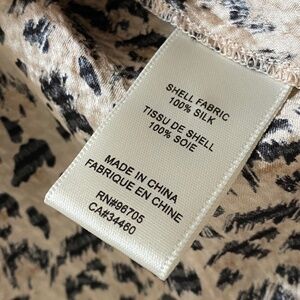 SHELL FABRIC
100% SILK
TISSU DE SHELL
100% SOIE
MADE IN CHINA
FABRIQUE EN CHINE
RN#96705
CA#34460